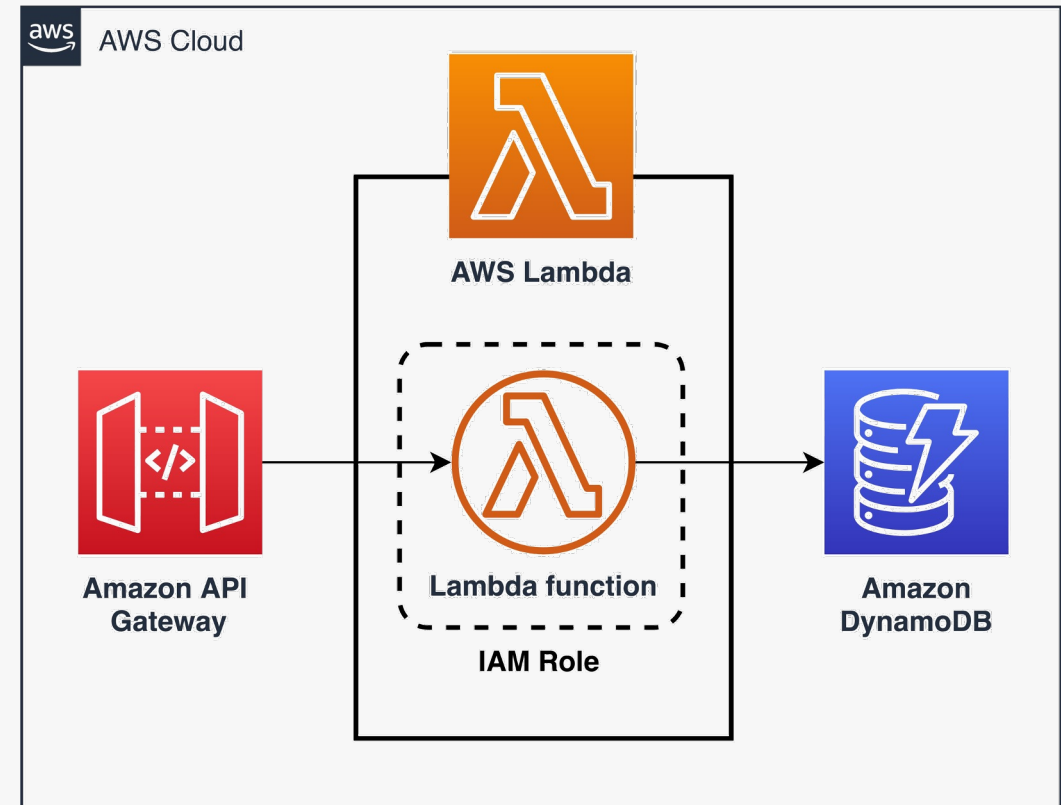 aws
AWS Cloud
AWS Lambda
</>
Amazon API
Gateway
Lambda function
IAM Role
Amazon
DynamoDB